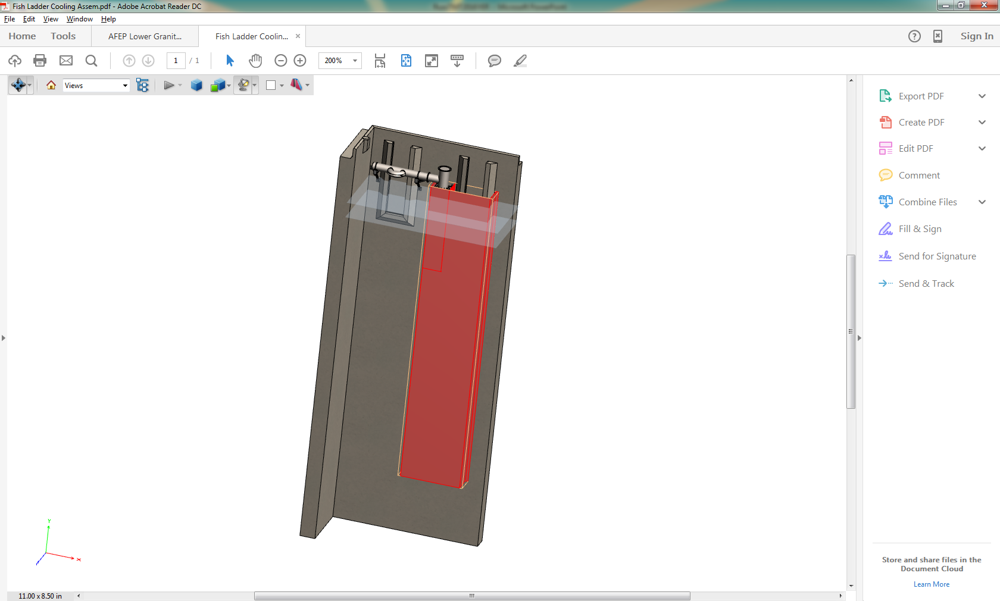 Fish Ladder Cooling Assem.pdf - Adobe Acrobat Reader DC
File Edit View Window Help
Home Tools AFEP Lower Granit... Fish Ladder Coolin... Sign In
1 / 1 200%
Views
Export PDF
Create PDF
Edit PDF
Comment
Combine Files
Fill & Sign
Send for Signature
Send & Track
Y
X
Store and share files in the
Document Cloud
Learn More
11.00 x 8.50 in